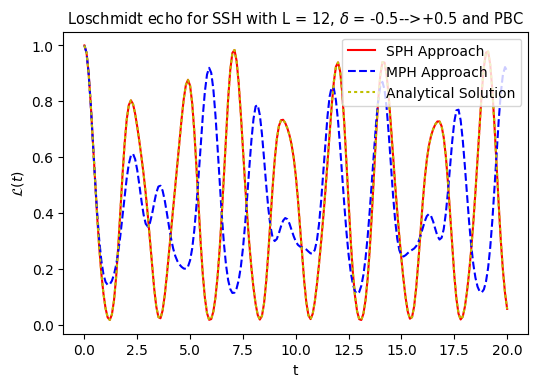 Loschmidt echo for SSH with L = 12, δ = -0.5-->+0.5 and PBC
SPH Approach
MPH Approach
Analytical Solution
ℒ(t)
1.0
0.8
0.6
0.4
0.2
0.0
0.0 2.5 5.0 7.5 10.0 12.5 15.0 17.5 20.0
t